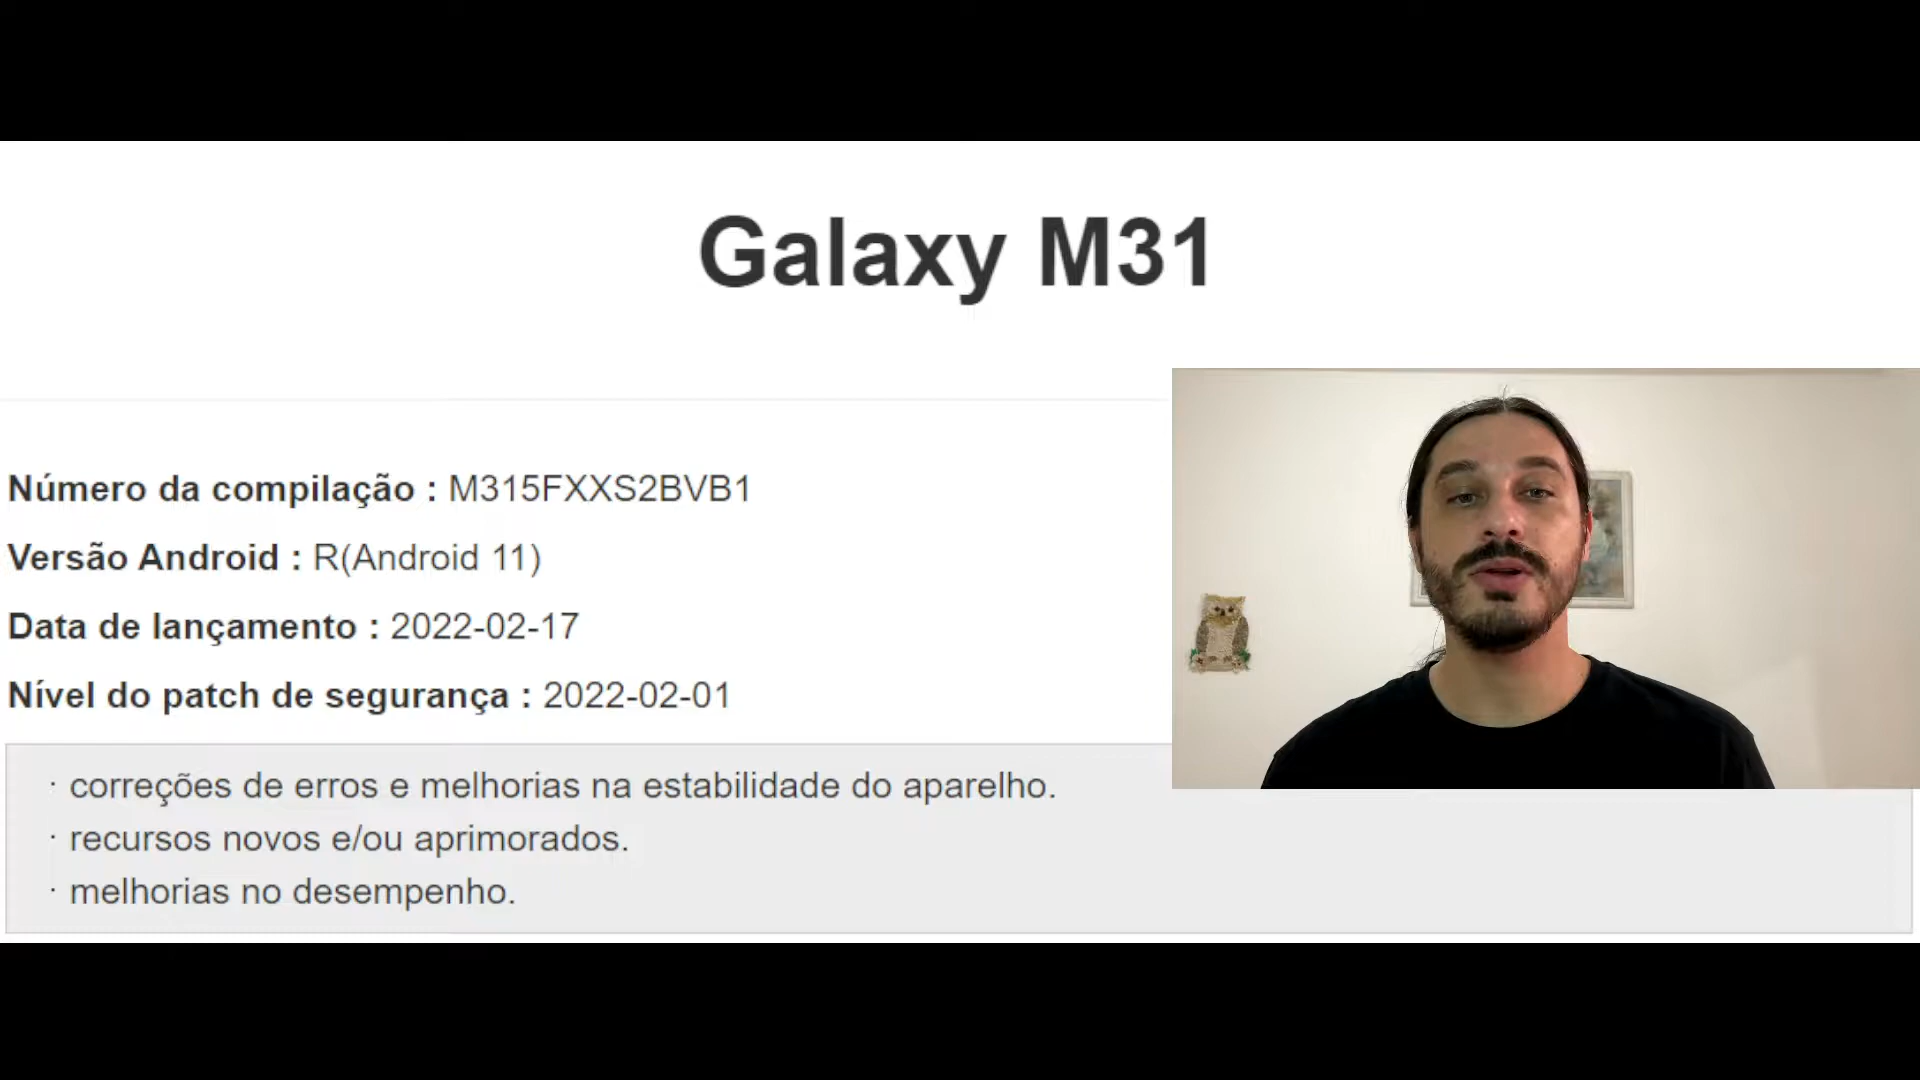 Galaxy M31
Número da compilação : M315FXXS2BVB1
Versão Android : R(Android 11)
Data de lançamento : 2022-02-17
Nível do patch de segurança : 2022-02-01
· correções de erros e melhorias na estabilidade do aparelho.
· recursos novos e/ou aprimorados.
· melhorias no desempenho.